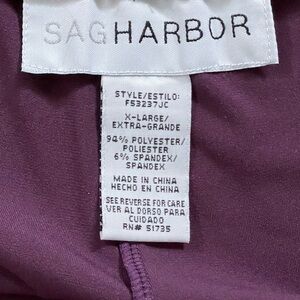 SAGHARBOR
STYLE/ESTILO:
F53237JC
X-LARGE/
EXTRA-GRANDE
94% POLYESTER/
POLIESTER
6% SPANDEX/
SPANDEX
MADE IN CHINA
HECHO EN CHINA
SEE REVERSE FOR CARE
VER AL DORSO PARA
CUIDADO
RN# 51735